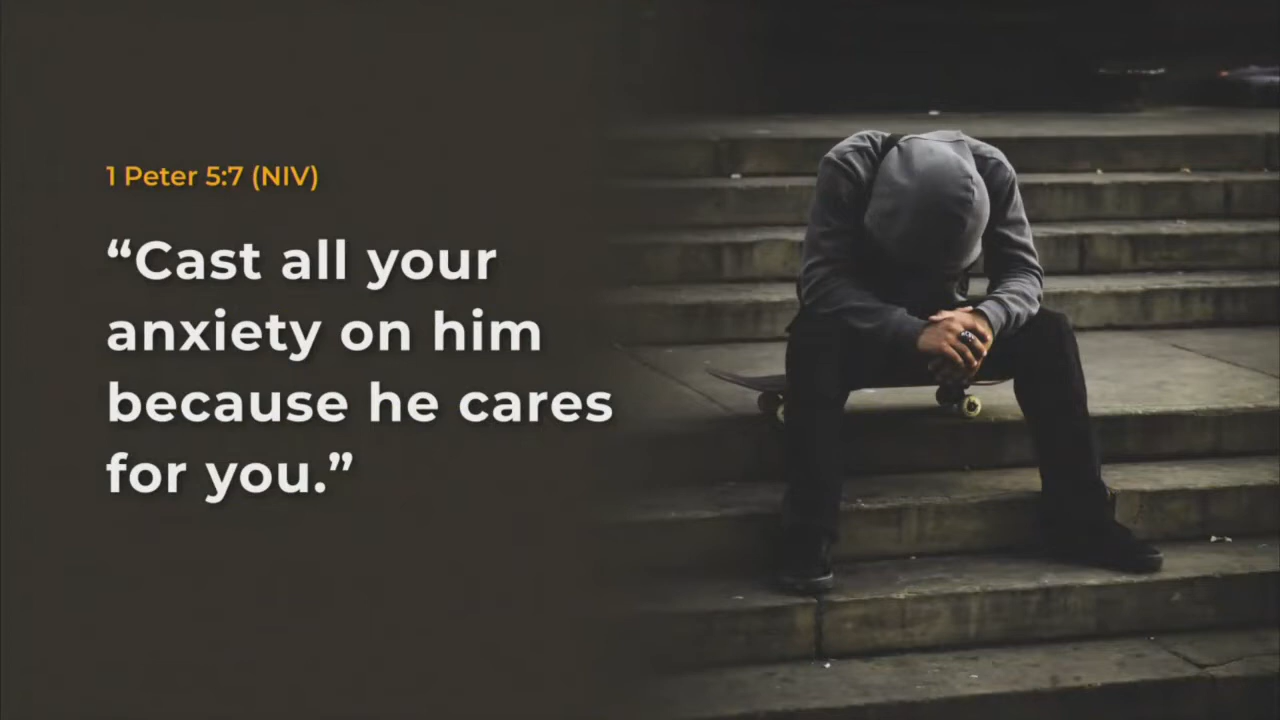 1 Peter 5:7 (NIV)
“Cast all your
anxiety on him
because he cares
for you.”